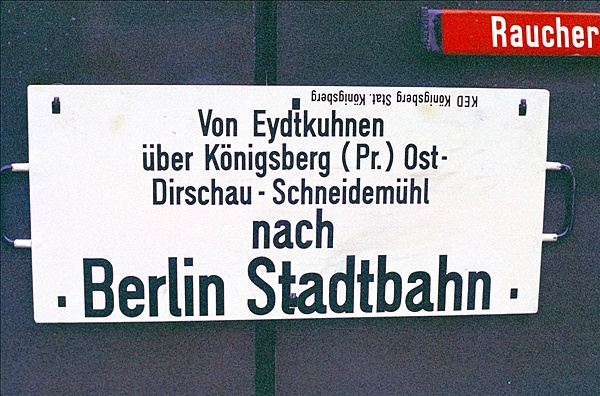 Raucher
KED Königsberg Stat. Königsberg
Von Eydtkuhnen
über Königsberg (Pr.) Ost-
Dirschau - Schneidemühl
nach
· Berlin Stadtbahn ·